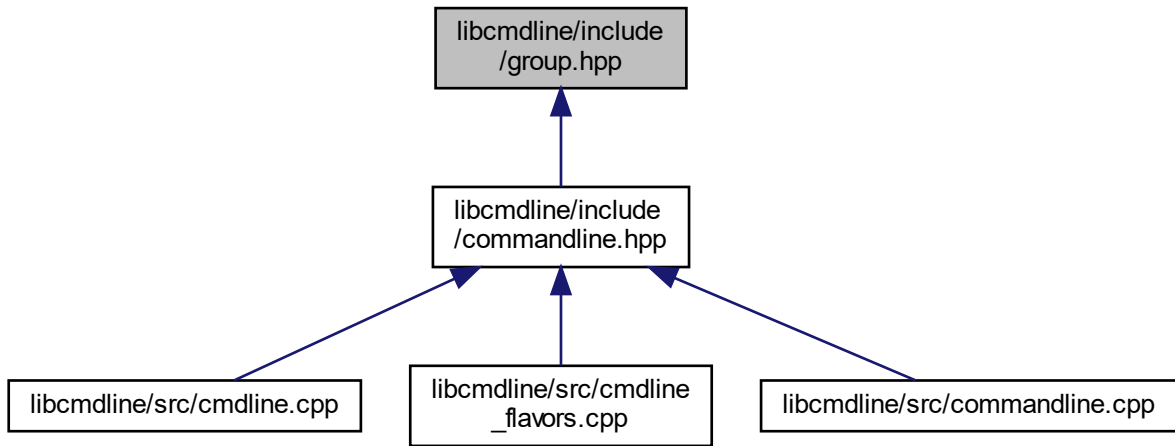 libcmdline/include
/group.hpp
libcmdline/include
/commandline.hpp
libcmdline/src/cmdline.cpp
libcmdline/src/cmdline
_flavors.cpp
libcmdline/src/commandline.cpp